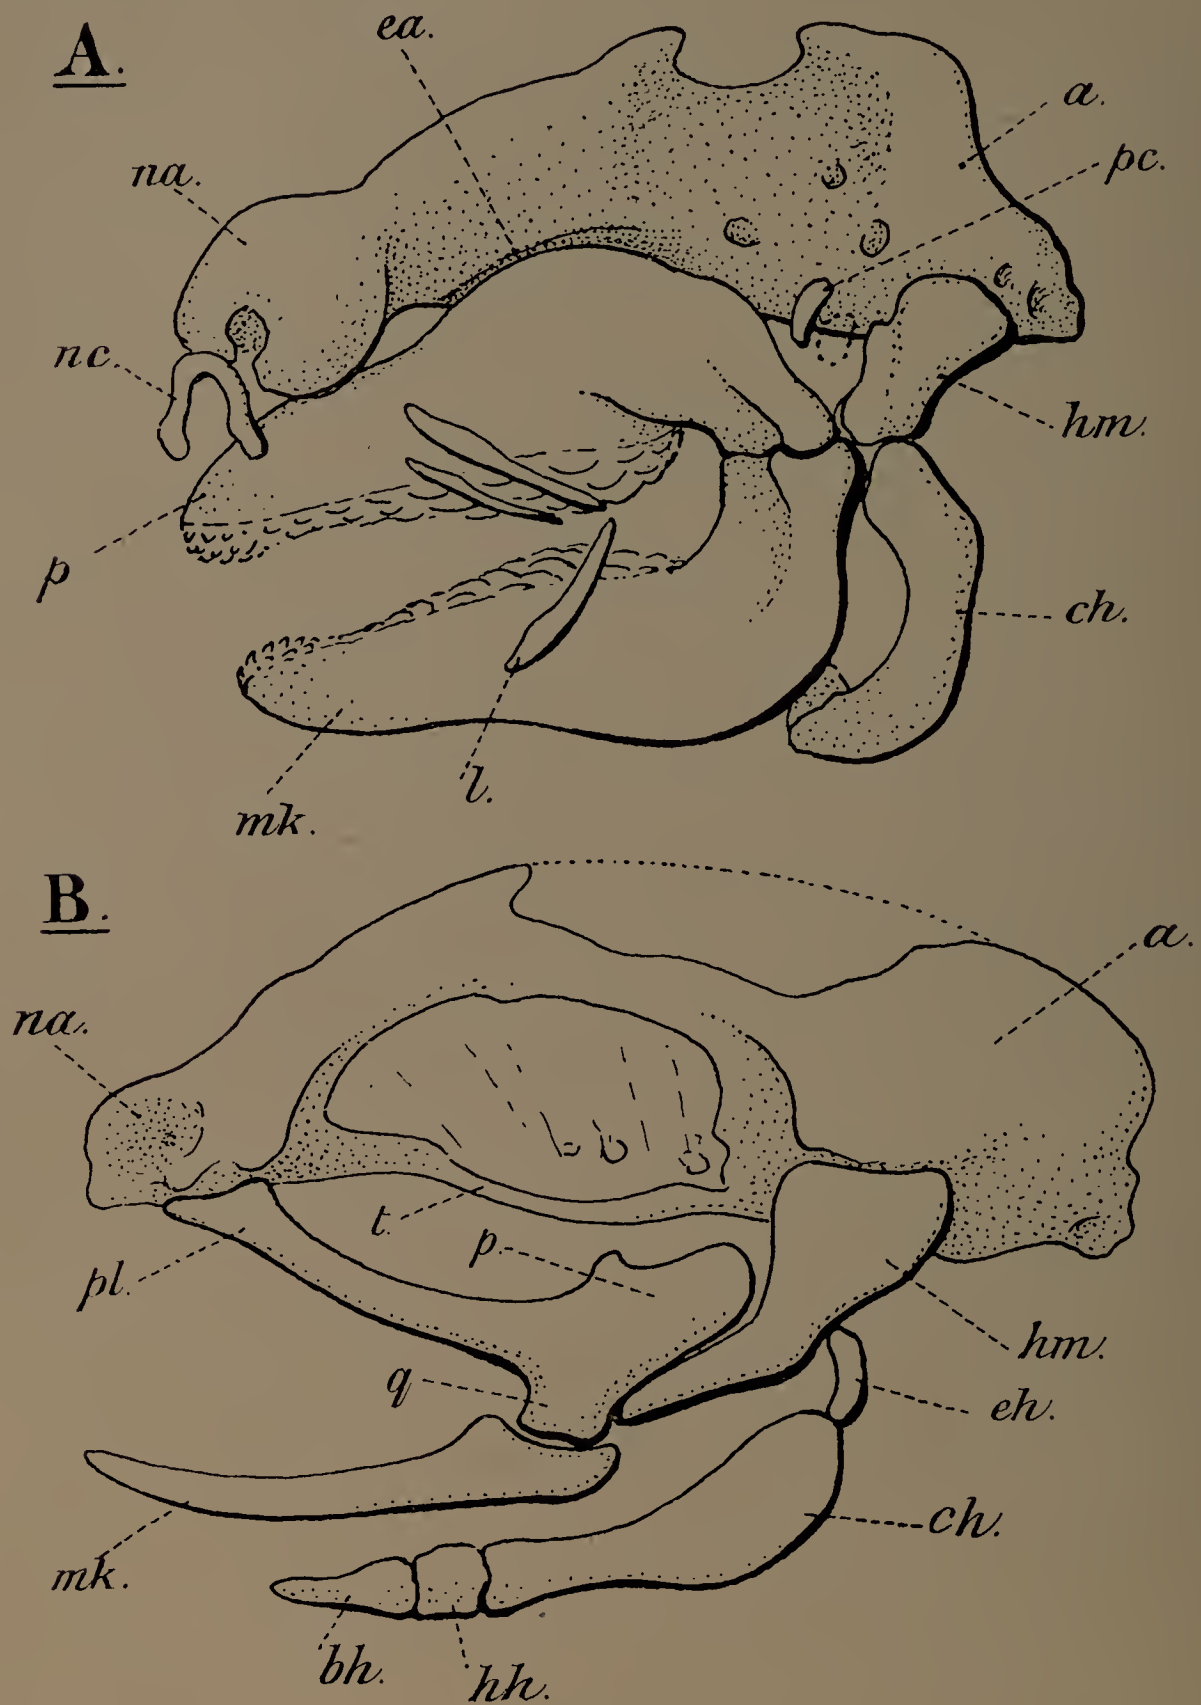 A.
ea.
a.
na.
pc.
nc.
hm.
p
ch.
l.
mk.
B.
a.
na.
t.
p.
pl.
hm.
q
eh.
ch.
mk.
bh.
hh.